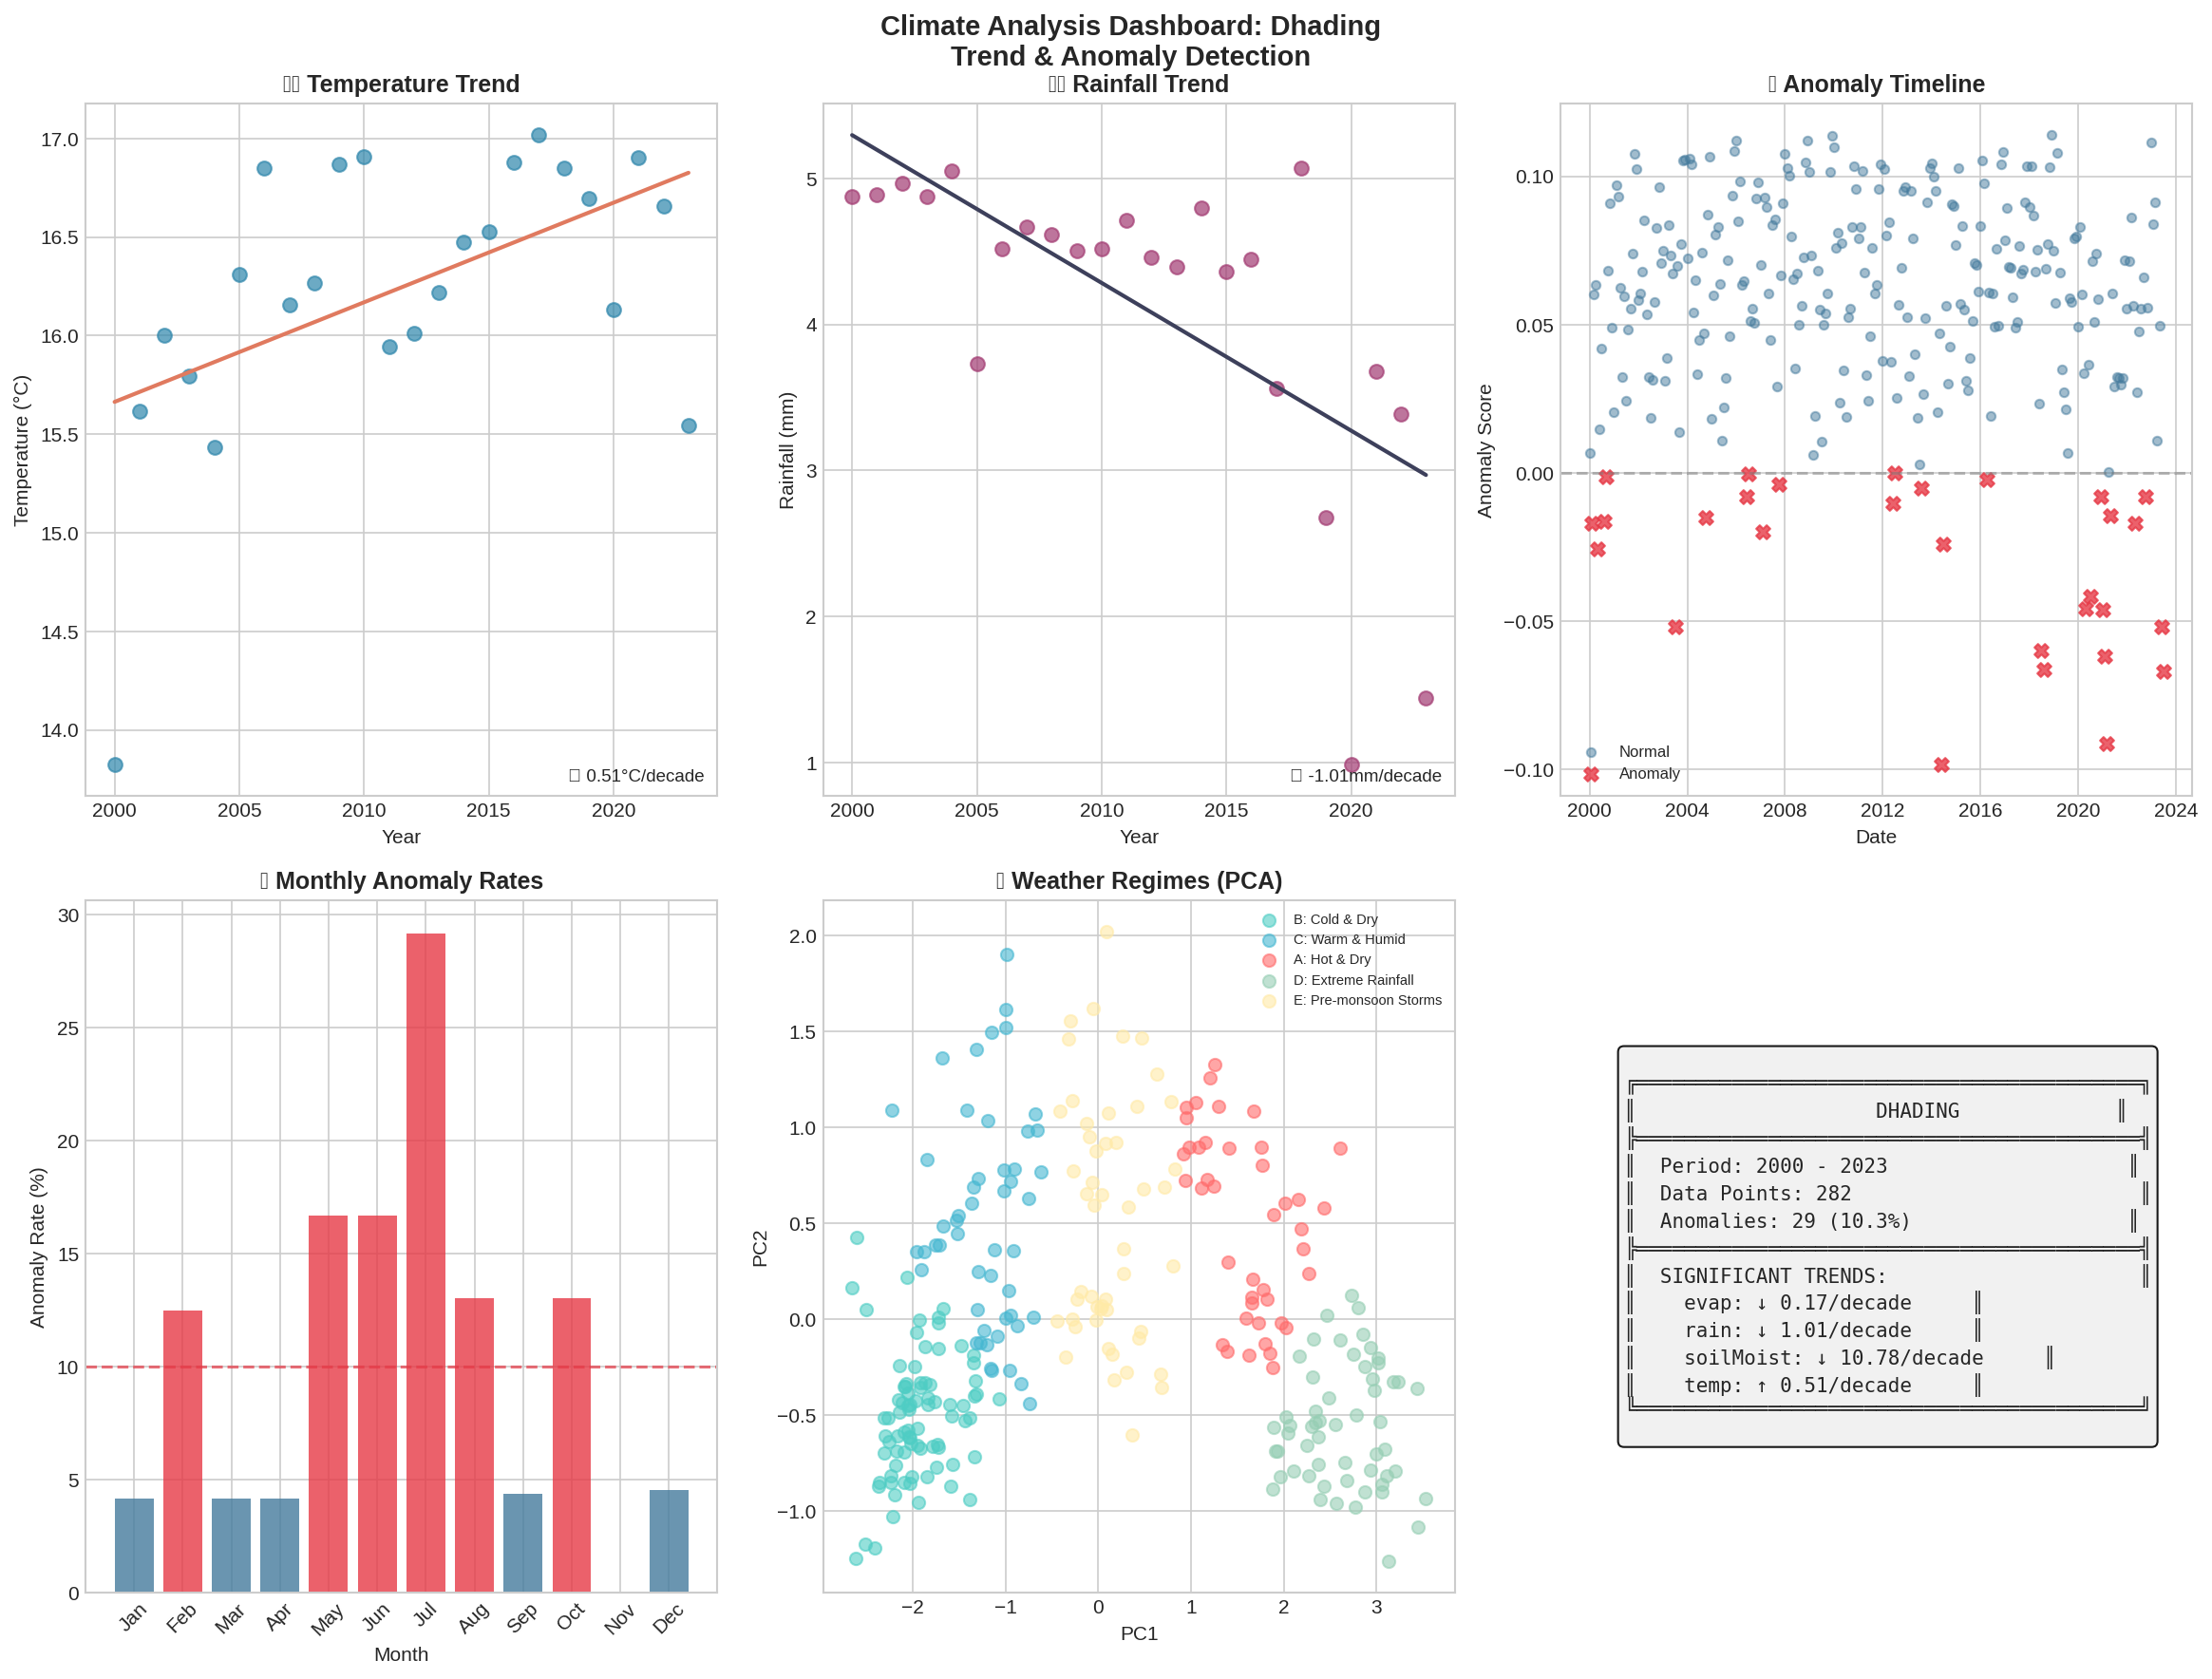 Climate Analysis Dashboard: Dhading
Trend & Anomaly Detection
Temperature Trend
17.0
16.5
16.0
15.5
15.0
14.5
14.0
Temperature (°C)
0.51°C/decade
2000 2005 2010 2015 2020
Year
Rainfall Trend
5
4
3
2
1
Rainfall (mm)
-1.01mm/decade
2000 2005 2010 2015 2020
Year
Anomaly Timeline
0.10
0.05
0.00
−0.05
−0.10
Anomaly Score
Normal
Anomaly
2000 2004 2008 2012 2016 2020 2024
Date
Monthly Anomaly Rates
30
25
20
15
10
5
0
Anomaly Rate (%)
Jan Feb Mar Apr May Jun Jul Aug Sep Oct Nov Dec
Month
Weather Regimes (PCA)
B: Cold & Dry
C: Warm & Humid
A: Hot & Dry
D: Extreme Rainfall
E: Pre-monsoon Storms
2.0
1.5
1.0
0.5
0.0
−0.5
−1.0
PC2
−2 −1 0 1 2 3
PC1
DHADING
Period: 2000 - 2023
Data Points: 282
Anomalies: 29 (10.3%)
SIGNIFICANT TRENDS:
evap: ↓ 0.17/decade
rain: ↓ 1.01/decade
soilMoist: ↓ 10.78/decade
temp: ↑ 0.51/decade